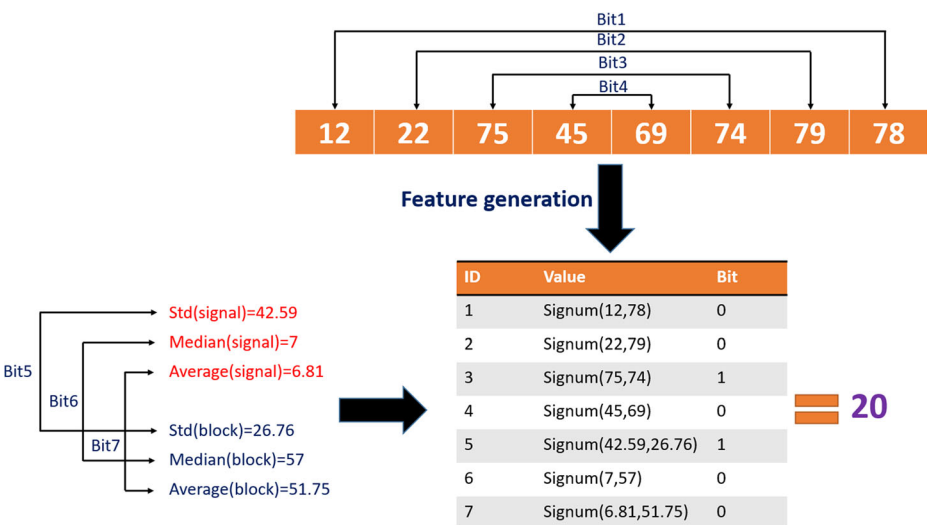 Bit1
Bit2
Bit3
Bit4
12 22 75 45 69 74 79 78
Feature generation
ID Value Bit
1 Signum(12,78) 0
2 Signum(22,79) 0
3 Signum(75,74) 1
4 Signum(45,69) 0
5 Signum(42.59,26.76) 1
6 Signum(7,57) 0
7 Signum(6.81,51.75) 0
20
Std(signal)=42.59
Median(signal)=7
Average(signal)=6.81
Bit5
Bit6
Bit7
Std(block)=26.76
Median(block)=57
Average(block)=51.75